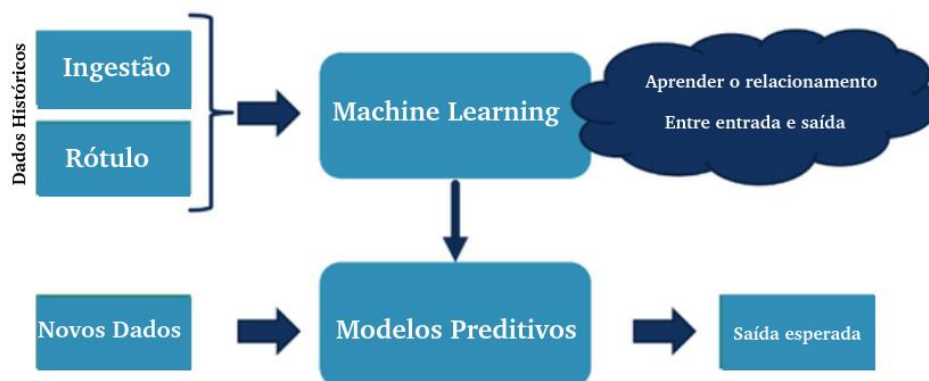 Dados Históricos
Ingestão
Rótulo
Machine Learning
Aprender o relacionamento
Entre entrada e saída
Novos Dados
Modelos Preditivos
Saída esperada